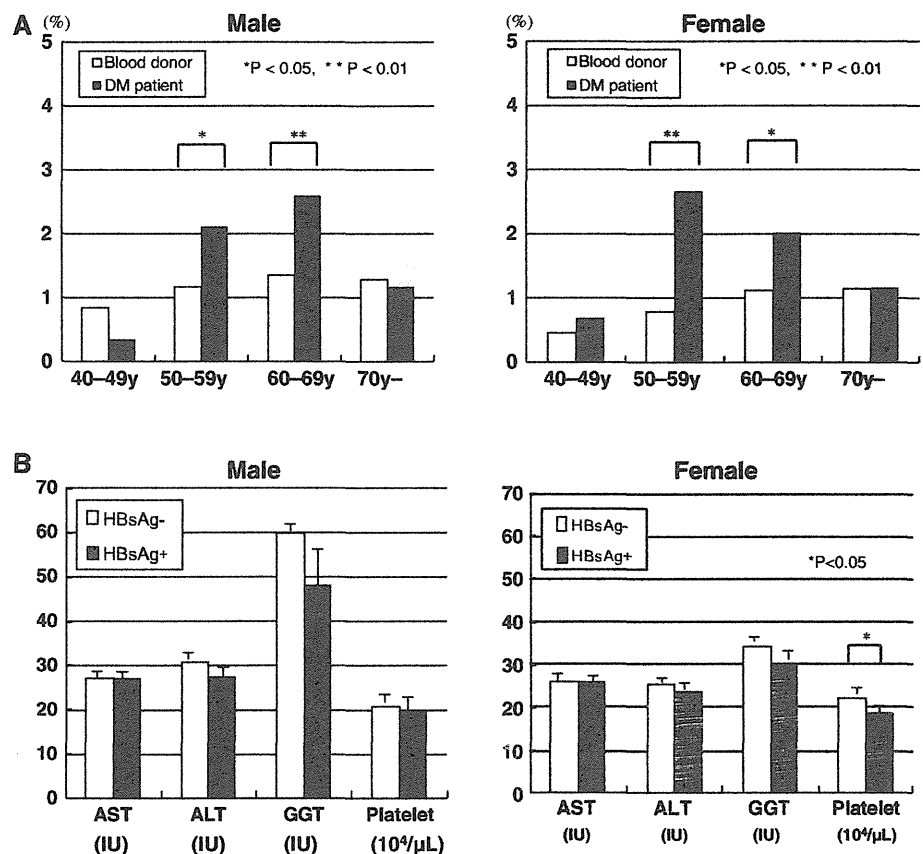 A (%) Male
5
4
3
2
1
0
Blood donor
DM patient
*P < 0.05, ** P < 0.01
*
**
40–49y 50–59y 60–69y 70y–
(%) Female
5
4
3
2
1
0
Blood donor
DM patient
*P < 0.05, ** P < 0.01
**
*
40–49y 50–59y 60–69y 70y–
B Male
70
60
50
40
30
20
10
0
HBsAg-
HBsAg+
AST ALT GGT Platelet
(IU) (IU) (IU) (10⁴/μL)
Female
70
60
50
40
30
20
10
0
HBsAg-
HBsAg+
*P<0.05
*
AST ALT GGT Platelet
(IU) (IU) (IU) (10⁴/μL)